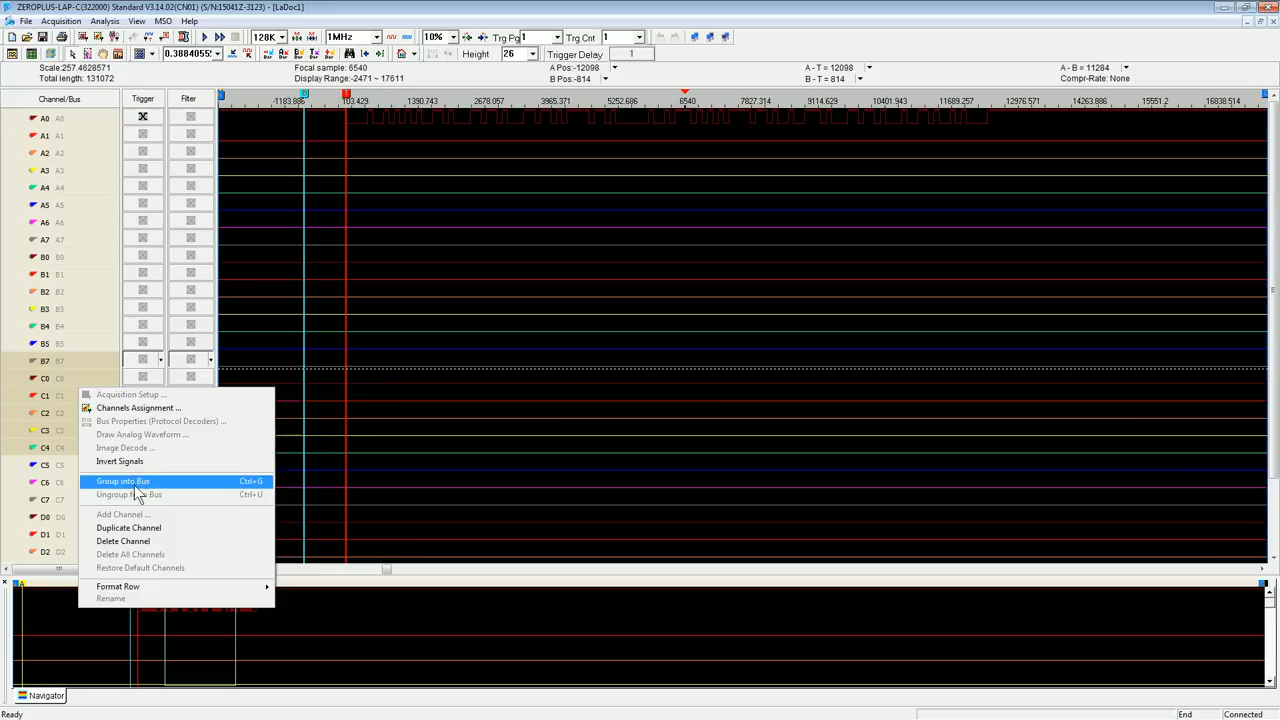 ZEROPLUS-LAP-C(322000) Standard V3.14.02(CN01) (S/N:15041Z-3123) - [LaDoc1]
File Acquisition Analysis View MSO Help
128K 1MHz 10% Trg Pg 1 Trg Cnt 1
0.3884055 Height 26 Trigger Delay 1
Scale:257.4628571 Focal sample: 6540 A Pos:-12098 A - T = 12098 A - B = 11284
Total length: 131072 Display Range:-2471 ~ 17611 B Pos:-814 B - T = 814 Compr-Rate: None
Channel/Bus Trigger Filter B T
-1183.886 103.429 1390.743 2678.057 3965.371 5252.686 6540 7827.314 9114.629 10401.943 11689.257 12976.571 14263.886 15551.2 16838.514
A0 A0
A1 A1
A2 A2
A3 A3
A4 A4
A5 A5
A6 A6
A7 A7
B0 B0
B1 B1
B2 B2
B3 B3
B4 B4
B5 B5
B7 B7
C0 C0
C1 C1
C2 C2
C3 C3
C4 C4
C5 C5
C6 C6
C7 C7
D0 D0
D1 D1
D2 D2
Acquisition Setup ...
Channels Assignment ...
Bus Properties (Protocol Decoders) ...
Draw Analog Waveform ...
Image Decode ...
Invert Signals
Group into Bus Ctrl+G
Ungroup from Bus Ctrl+U
Add Channel ...
Duplicate Channel
Delete Channel
Delete All Channels
Restore Default Channels
Format Row
Rename
A
Navigator
Ready End Connected